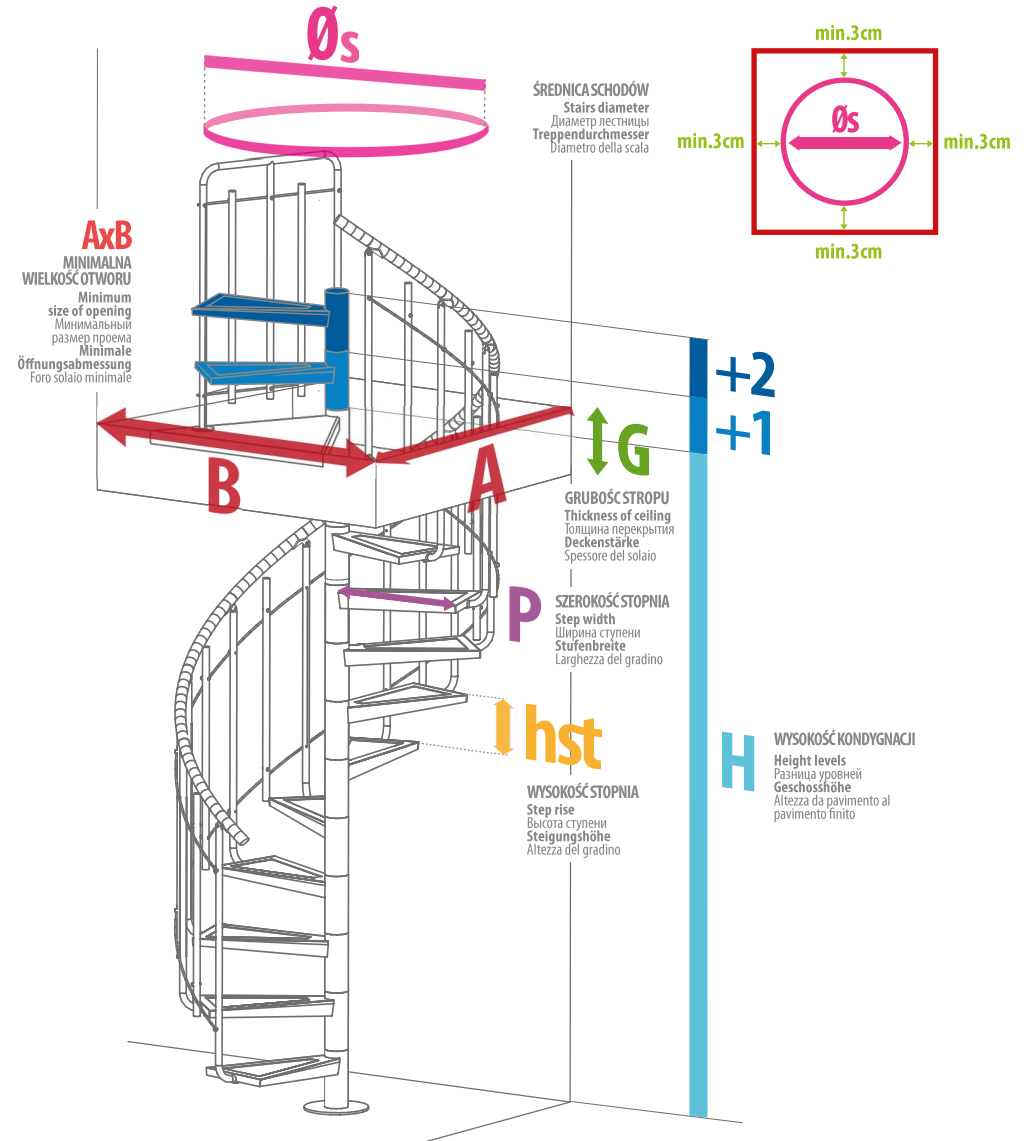 Øs
ŚREDNICA SCHODÓW
Stairs diameter
Диаметр лестницы
Treppendurchmesser
Diametro della scala
min.3cm
min.3cm
Øs
min.3cm
min.3cm
AxB
MINIMALNA
WIELKOŚĆ OTWORU
Minimum
size of opening
Минимальный
размер проема
Minimale
Öffnungsabmessung
Foro solaio minimale
+2
+1
B
A
G
GRUBOŚC STROPU
Thickness of ceiling
Толщина перекрытия
Deckenstärke
Spessore del solaio
P
SZEROKOŚĆ STOPNIA
Step width
Ширина ступени
Stufenbreite
Larghezza del gradino
hst
WYSOKOŚĆ STOPNIA
Step rise
Высота ступени
Steigungshöhe
Altezza del gradino
H
WYSOKOŚĆ KONDYGNACJI
Height levels
Разница уровней
Geschosshöhe
Altezza da pavimento al
pavimento finito